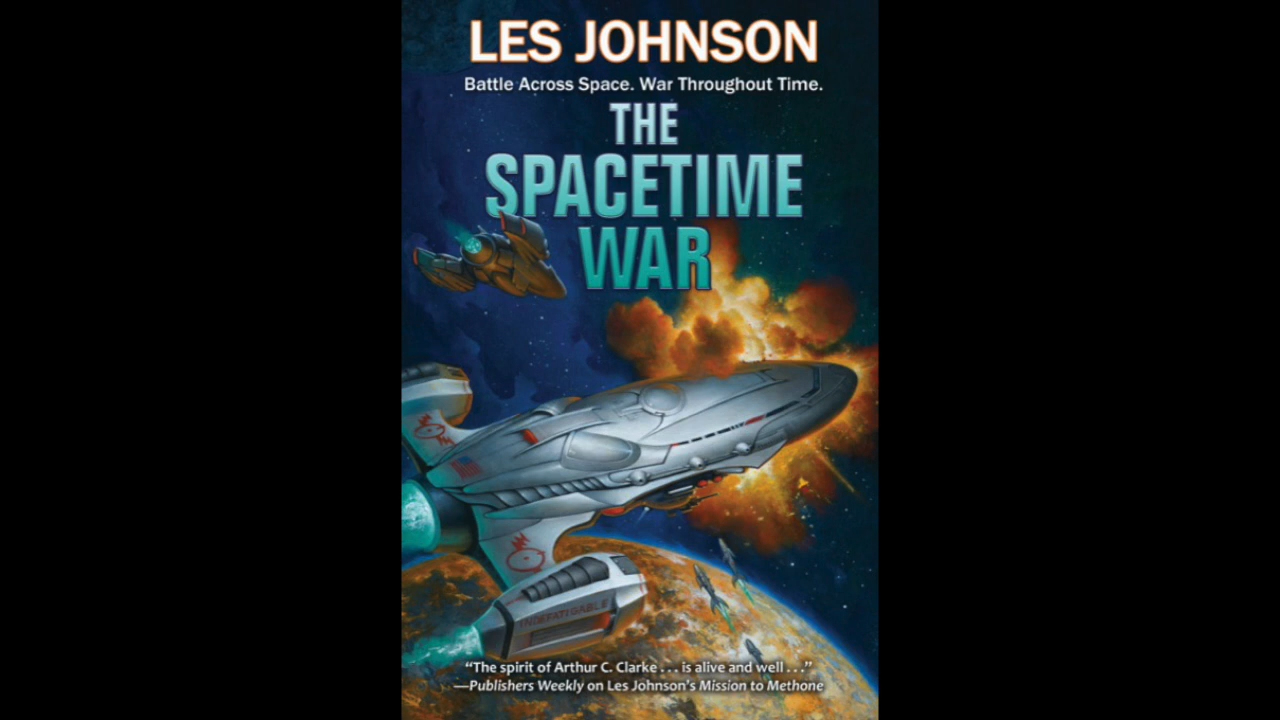 LES JOHNSON
Battle Across Space. War Throughout Time.
THE
SPACETIME
WAR
INDEFATIGABLE
“The spirit of Arthur C. Clarke . . . is alive and well . . .”
—Publishers Weekly on Les Johnson’s Mission to Methone